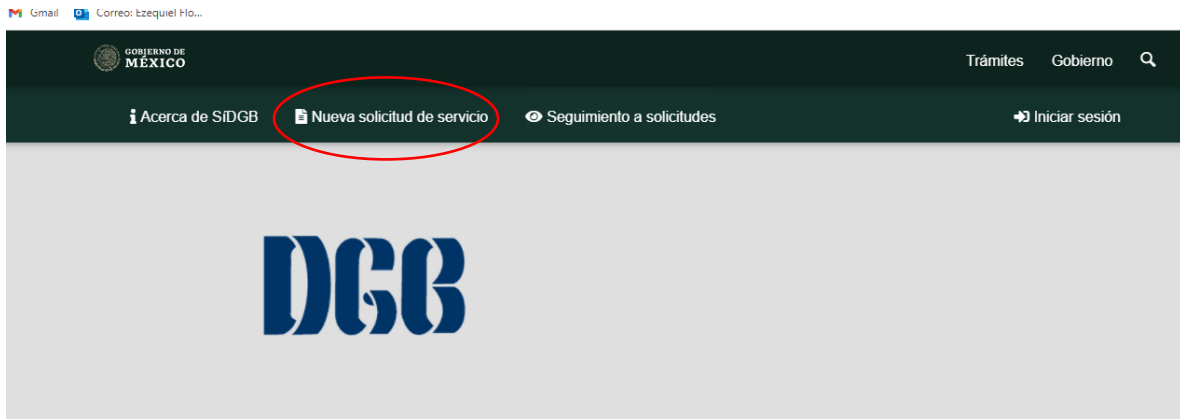 Gmail Correo: Ezequiel Flo...
GOBIERNO DE
MÉXICO
Trámites Gobierno
Acerca de SíDGB Nueva solicitud de servicio Seguimiento a solicitudes Iniciar sesión
DGB